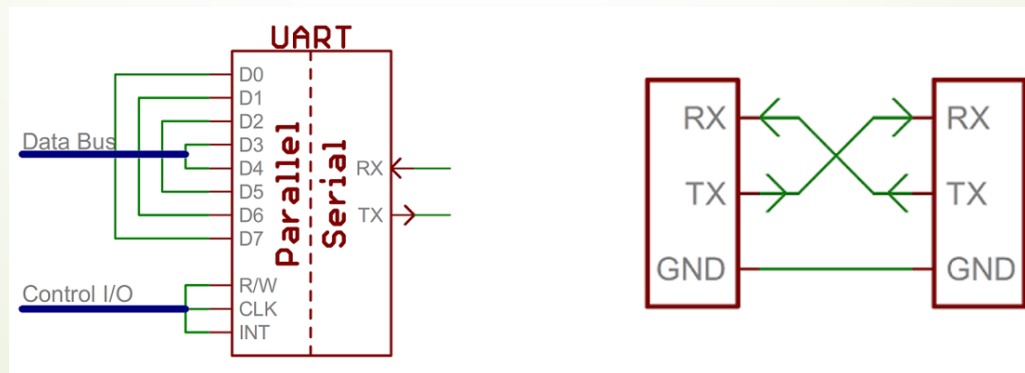 UART
Data Bus
Control I/O
D0
D1
D2
D3
D4
D5
D6
D7
R/W
CLK
INT
Parallel
Serial
RX
TX
RX
TX
GND
RX
TX
GND